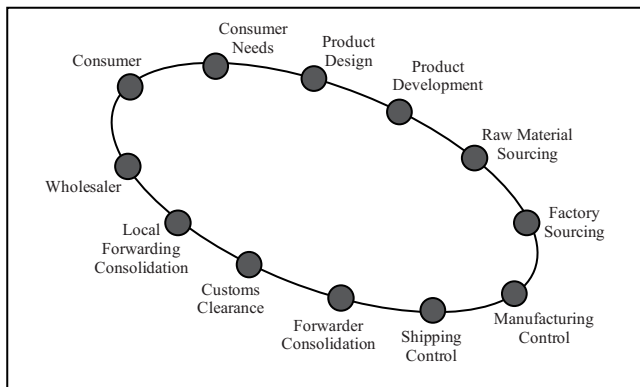 Consumer
Consumer
Needs
Product
Design
Product
Development
Raw Material
Sourcing
Factory
Sourcing
Manufacturing
Control
Shipping
Control
Forwarder
Consolidation
Customs
Clearance
Local
Forwarding
Consolidation
Wholesaler